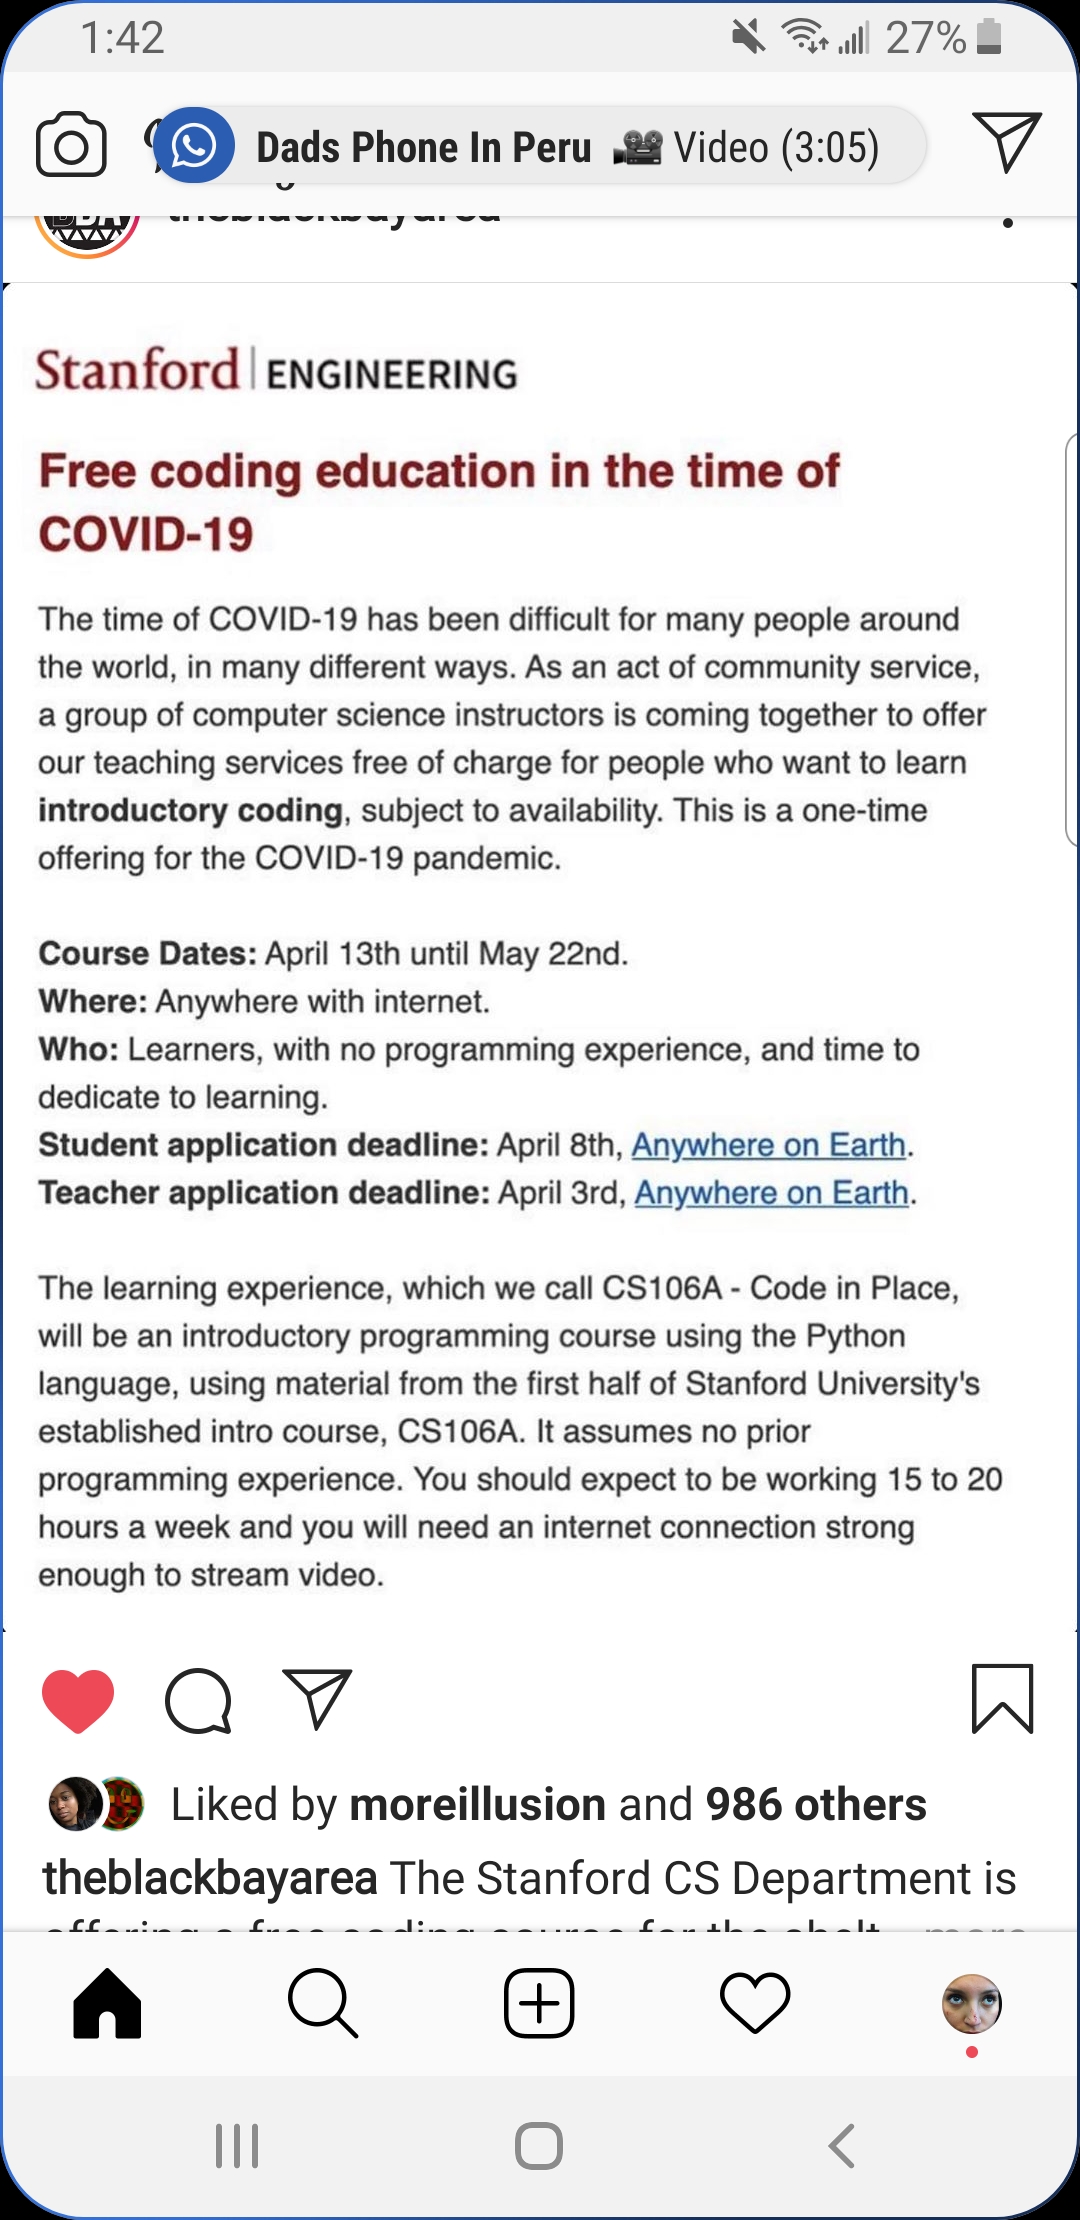 1:42
27%
Dads Phone In Peru 🎥 Video (3:05)
theblackbayarea
Stanford | ENGINEERING
Free coding education in the time of
COVID-19
The time of COVID-19 has been difficult for many people around
the world, in many different ways. As an act of community service,
a group of computer science instructors is coming together to offer
our teaching services free of charge for people who want to learn
introductory coding, subject to availability. This is a one-time
offering for the COVID-19 pandemic.
Course Dates: April 13th until May 22nd.
Where: Anywhere with internet.
Who: Learners, with no programming experience, and time to
dedicate to learning.
Student application deadline: April 8th, Anywhere on Earth.
Teacher application deadline: April 3rd, Anywhere on Earth.
The learning experience, which we call CS106A - Code in Place,
will be an introductory programming course using the Python
language, using material from the first half of Stanford University's
established intro course, CS106A. It assumes no prior
programming experience. You should expect to be working 15 to 20
hours a week and you will need an internet connection strong
enough to stream video.
Liked by moreillusion and 986 others
theblackbayarea The Stanford CS Department is
offering a free coding course for the shelt... more